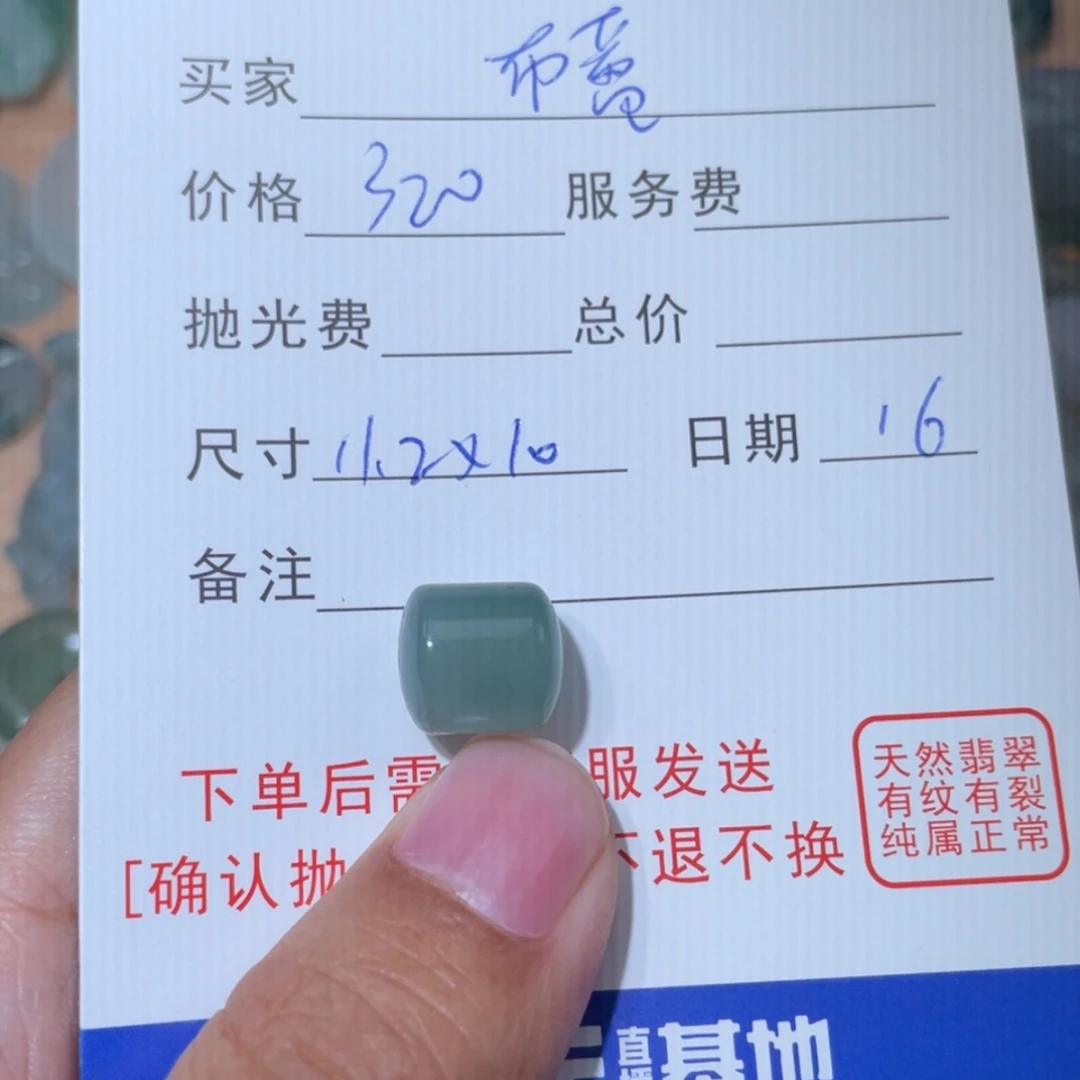 买家 布
价格 320 服务费
抛光费 总价
尺寸 11.2x10 日期 16
备注
下单后需 服发送
[确认抛 不退不换
天然翡翠
有纹有裂
纯属正常
直 基地